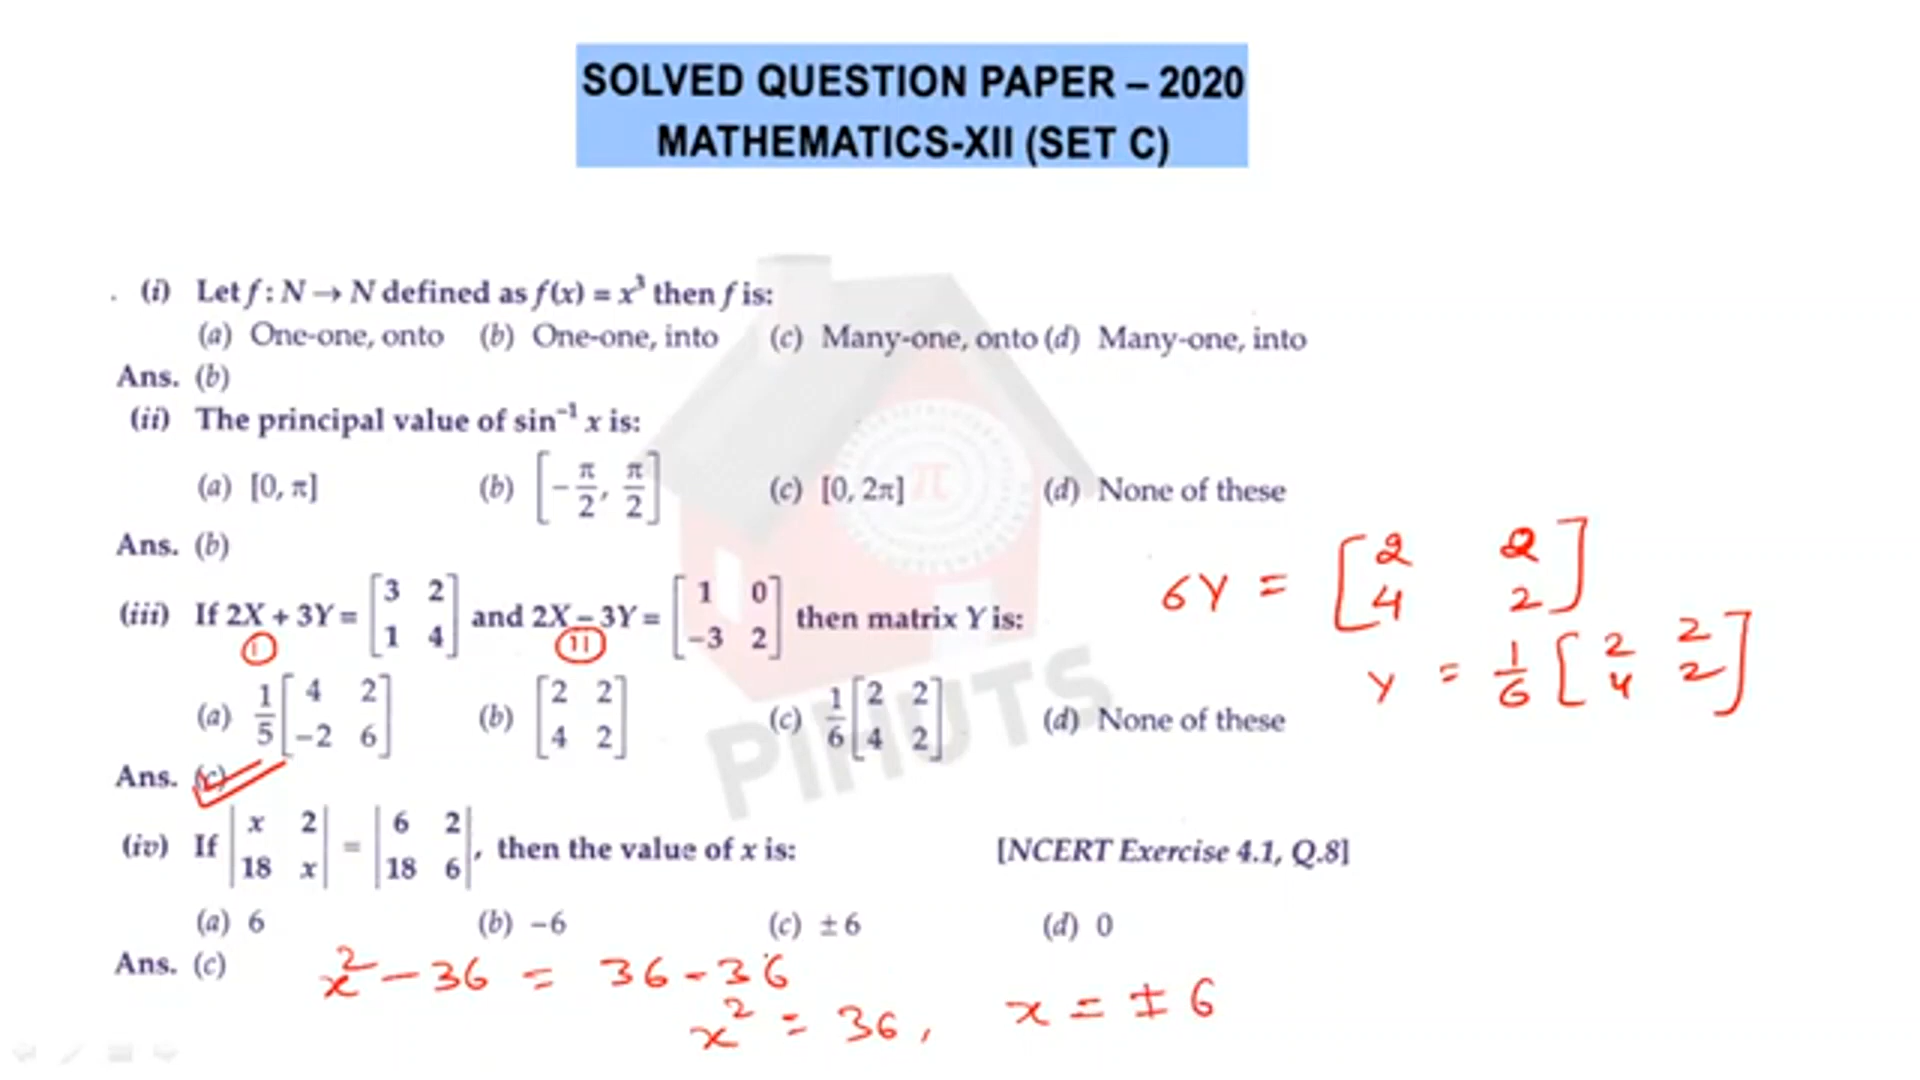 SOLVED QUESTION PAPER – 2020
MATHEMATICS-XII (SET C)
(i) Let f : N → N defined as f(x) = x³ then f is:
(a) One-one, onto (b) One-one, into (c) Many-one, onto (d) Many-one, into
Ans. (b)
(ii) The principal value of sin⁻¹ x is:
(a) [0, π] (b) [-π/2, π/2] (c) [0, 2π] (d) None of these
Ans. (b)
(iii) If 2X + 3Y = [3 2; 1 4] and 2X – 3Y = [1 0; –3 2] then matrix Y is:
I II
(a) 1/5 [4 2; –2 6] (b) [2 2; 4 2] (c) 1/6 [2 2; 4 2] (d) None of these
6Y = [2 2; 4 2]
Y = 1/6 [2 2; 4 2]
Ans. (c)
(iv) If |x 2; 18 x| = |6 2; 18 6|, then the value of x is: [NCERT Exercise 4.1, Q.8]
(a) 6 (b) –6 (c) ± 6 (d) 0
Ans. (c)
x² – 36 = 36 - 36
x² = 36, x = ± 6
π
PIHUTS